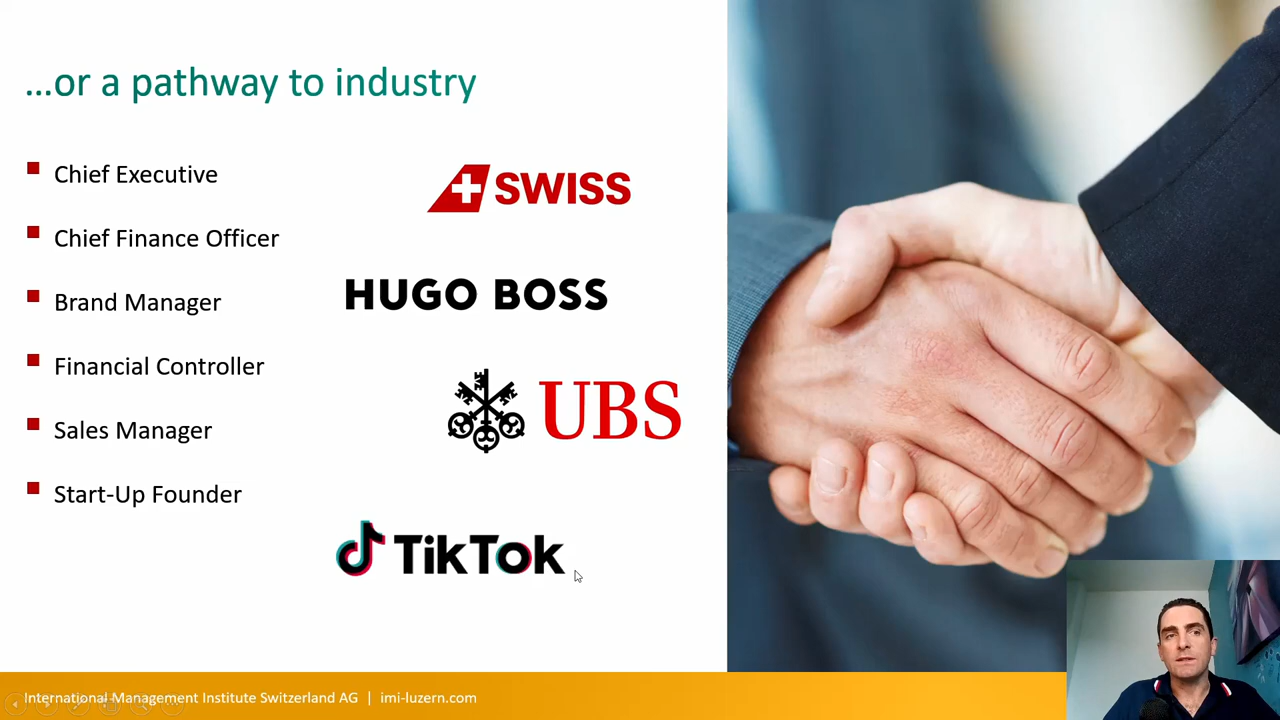 ...or a pathway to industry
Chief Executive
Chief Finance Officer
Brand Manager
Financial Controller
Sales Manager
Start-Up Founder
SWISS
HUGO BOSS
UBS
TikTok
International Management Institute Switzerland AG | imi-luzern.com